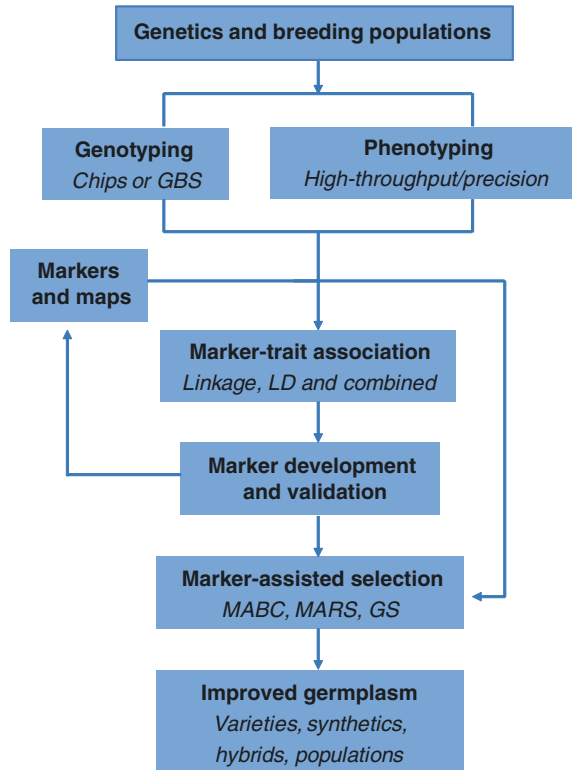 Genetics and breeding populations
Genotyping
Chips or GBS
Phenotyping
High-throughput/precision
Markers
and maps
Marker-trait association
Linkage, LD and combined
Marker development
and validation
Marker-assisted selection
MABC, MARS, GS
Improved germplasm
Varieties, synthetics,
hybrids, populations